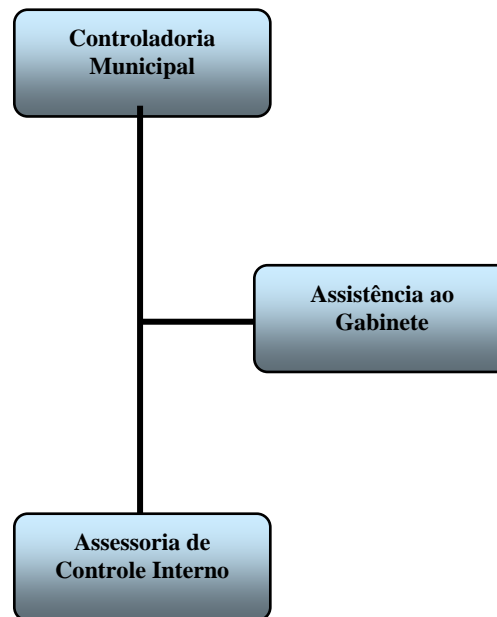 Controladoria
Municipal
Assistência ao
Gabinete
Assessoria de
Controle Interno